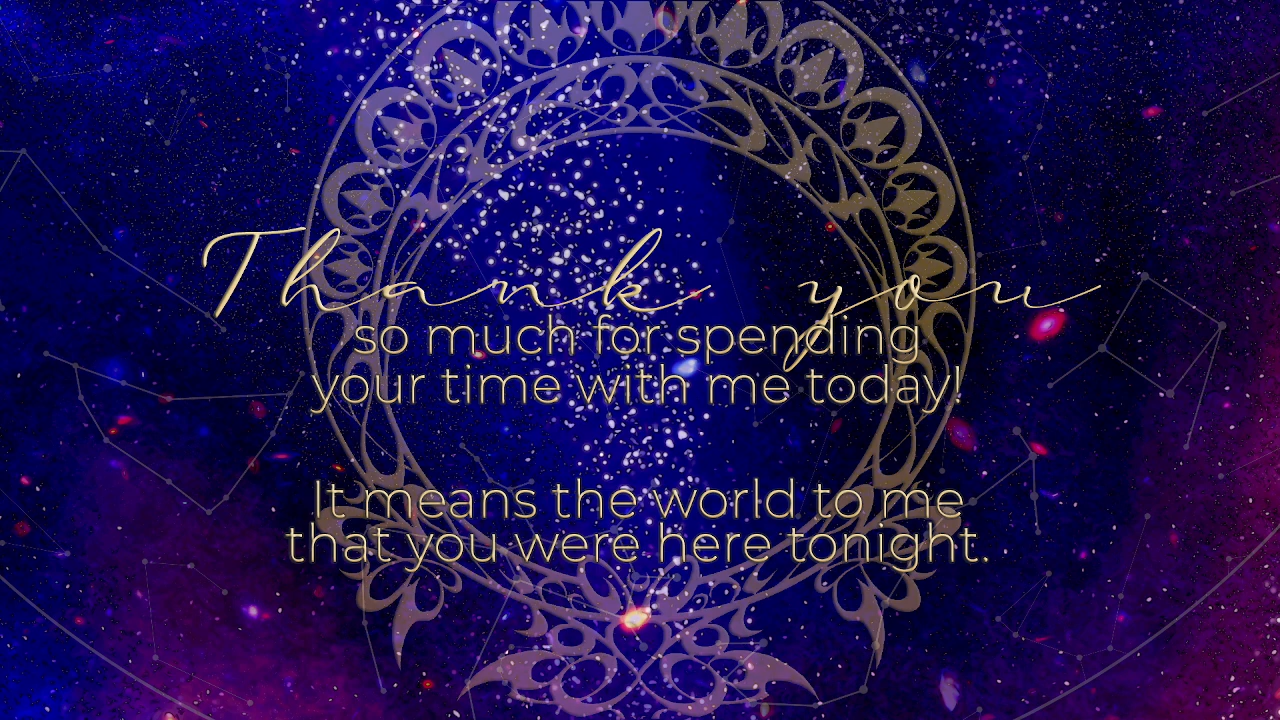 Thank you
so much for spending
your time with me today!
It means the world to me
that you were here tonight.